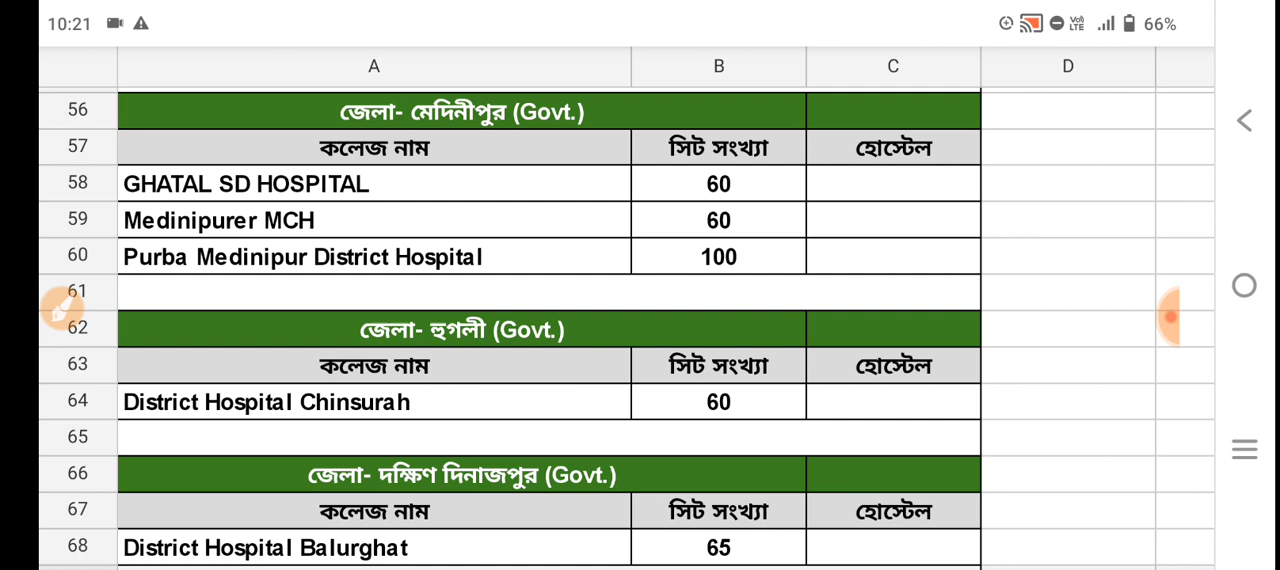 10:21 Vo) LTE 66%
A B C D
56 জেলা- মেদিনীপুর (Govt.)
57 কলেজ নাম সিট সংখ্যা হোস্টেল
58 GHATAL SD HOSPITAL 60
59 Medinipurer MCH 60
60 Purba Medinipur District Hospital 100
61
62 জেলা- হুগলী (Govt.)
63 কলেজ নাম সিট সংখ্যা হোস্টেল
64 District Hospital Chinsurah 60
65
66 জেলা- দক্ষিণ দিনাজপুর (Govt.)
67 কলেজ নাম সিট সংখ্যা হোস্টেল
68 District Hospital Balurghat 65